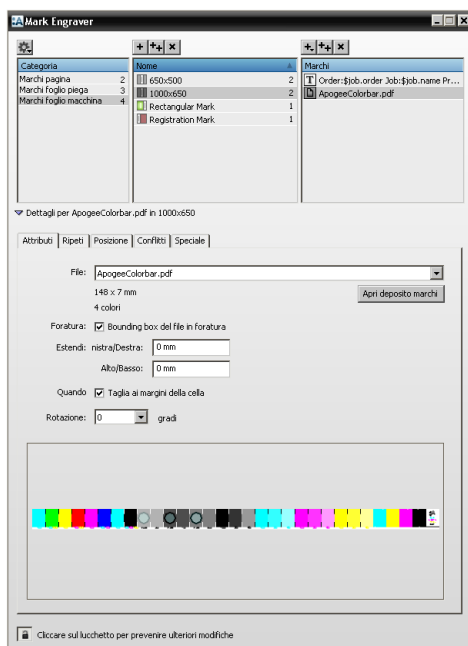 Mark Engraver
Categoria
Marchi pagina 2
Marchi foglio piega 3
Marchi foglio macchina 4
Nome
650x500 2
1000x650 2
Rectangular Mark 1
Registration Mark 1
Marchi
Order:$job.order Job:$job.name Pr...
ApogeeColorbar.pdf
Dettagli per ApogeeColorbar.pdf in 1000x650
Attributi Ripeti Posizione Conflitti Speciale
File: ApogeeColorbar.pdf
148 x 7 mm Apri deposito marchi
4 colori
Foratura: Bounding box del file in foratura
Estendi: nistra/Destra: 0 mm
Alto/Basso: 0 mm
Quando Taglia ai margini della cella
Rotazione: 0 gradi
Cliccare sul lucchetto per prevenire ulteriori modifiche